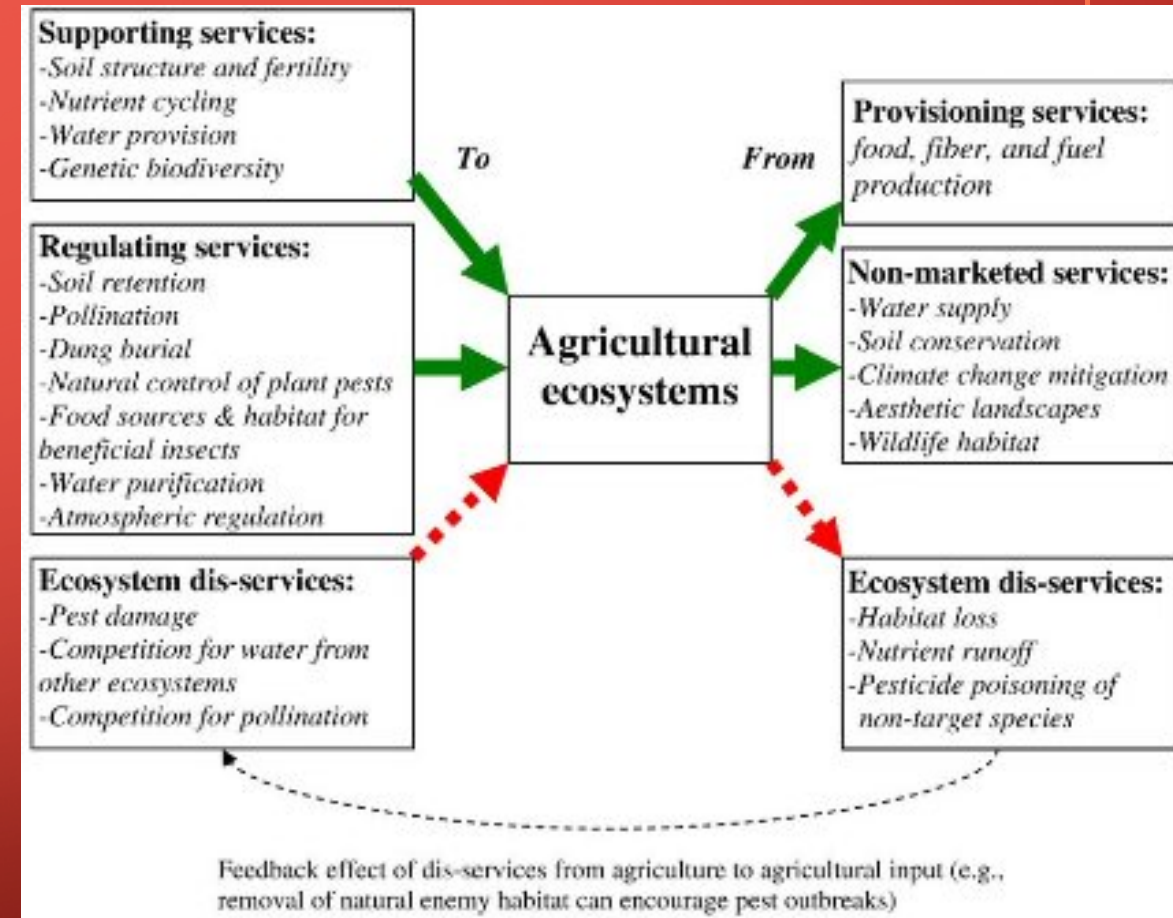 Supporting services:
-Soil structure and fertility
-Nutrient cycling
-Water provision
-Genetic biodiversity
To
Regulating services:
-Soil retention
-Pollination
-Dung burial
-Natural control of plant pests
-Food sources & habitat for
beneficial insects
-Water purification
-Atmospheric regulation
Ecosystem dis-services:
-Pest damage
-Competition for water from
other ecosystems
-Competition for pollination
Agricultural
ecosystems
From
Provisioning services:
food, fiber, and fuel
production
Non-marketed services:
-Water supply
-Soil conservation
-Climate change mitigation
-Aesthetic landscapes
-Wildlife habitat
Ecosystem dis-services:
-Habitat loss
-Nutrient runoff
-Pesticide poisoning of
non-target species
Feedback effect of dis-services from agriculture to agricultural input (e.g.,
removal of natural enemy habitat can encourage pest outbreaks)